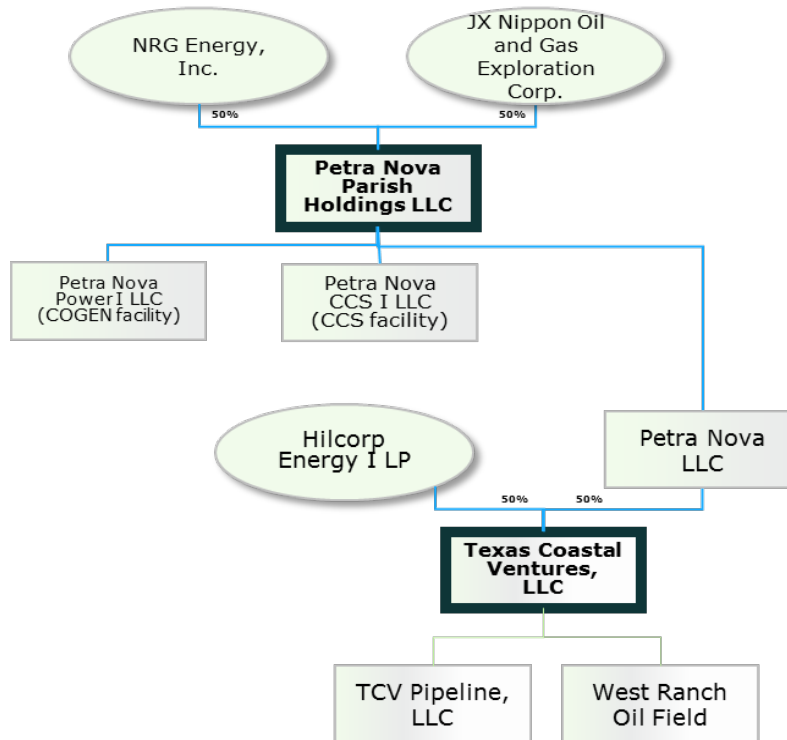 NRG Energy,
Inc.
JX Nippon Oil
and Gas
Exploration
Corp.
50%
50%
Petra Nova
Parish
Holdings LLC
Petra Nova
Power I LLC
(COGEN facility)
Petra Nova
CCS I LLC
(CCS facility)
Hilcorp
Energy I LP
Petra Nova
LLC
50%
50%
Texas Coastal
Ventures,
LLC
TCV Pipeline,
LLC
West Ranch
Oil Field